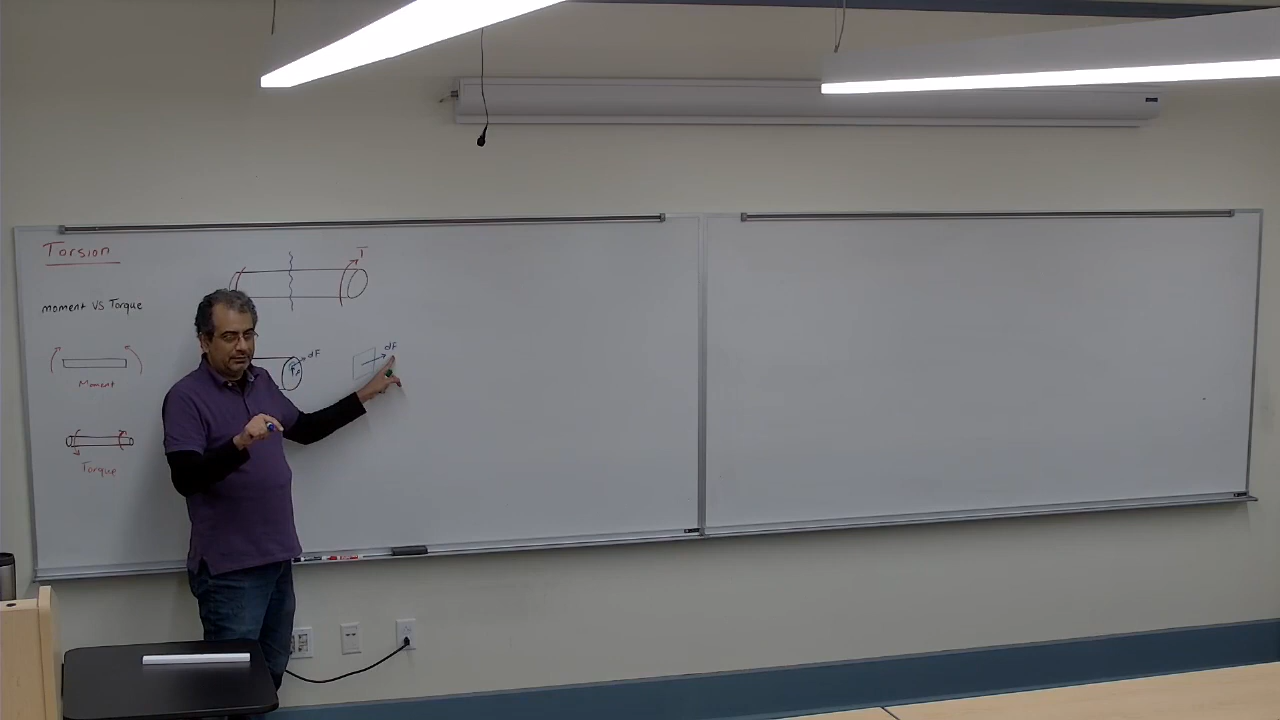 Torsion
T
moment VS Torque
dF
dF
Moment
Torque